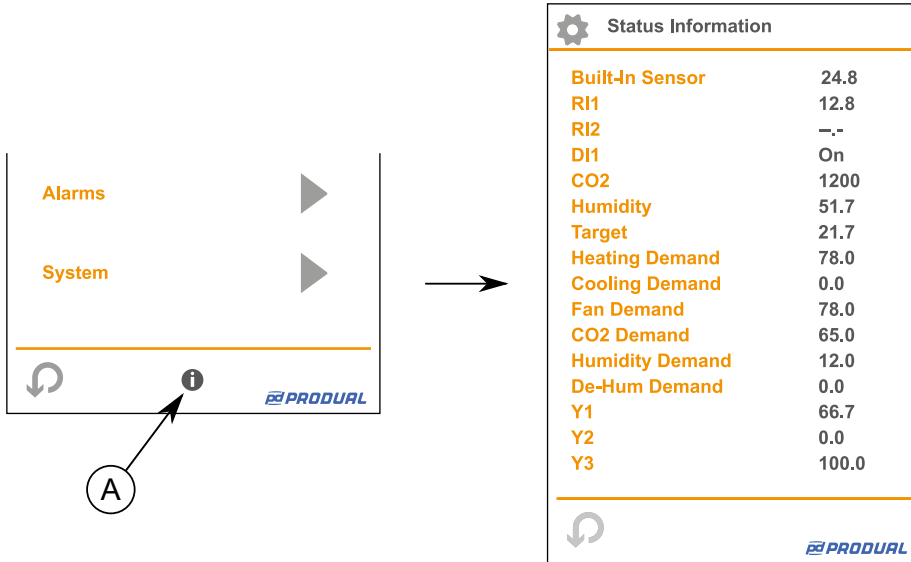 Alarms
System
i
PRODUAL
A
Status Information
Built-In Sensor 24.8
RI1 12.8
RI2 –.-
DI1 On
CO2 1200
Humidity 51.7
Target 21.7
Heating Demand 78.0
Cooling Demand 0.0
Fan Demand 78.0
CO2 Demand 65.0
Humidity Demand 12.0
De-Hum Demand 0.0
Y1 66.7
Y2 0.0
Y3 100.0
PRODUAL